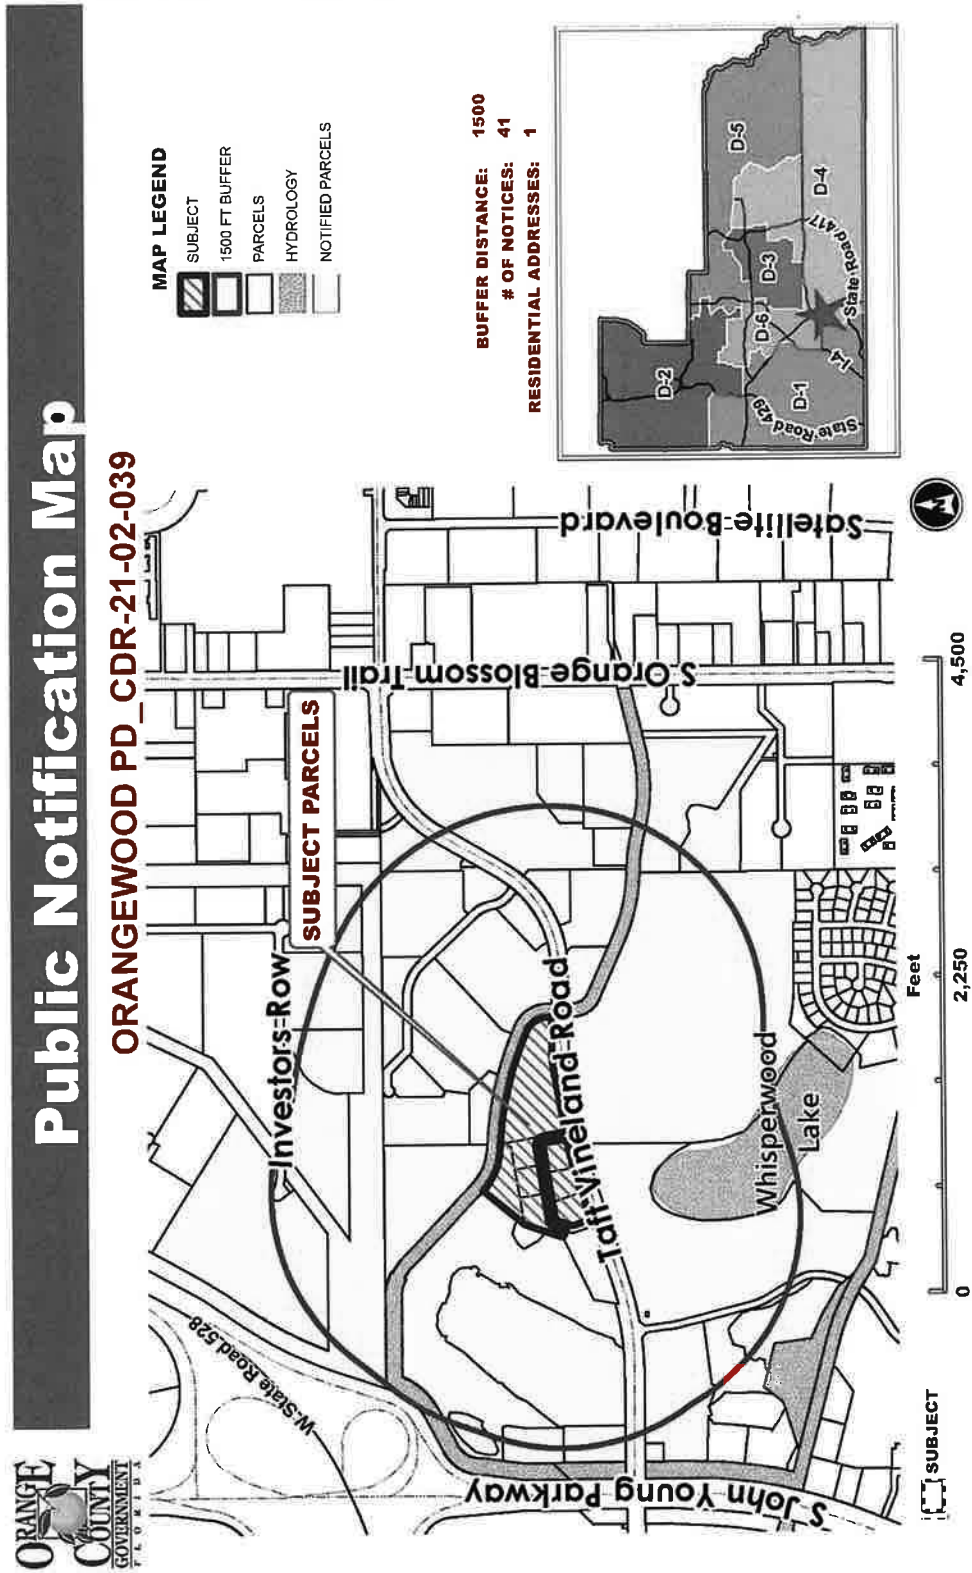 ORANGE
COUNTY
GOVERNMENT
FLORIDA
Public Notification Map
ORANGEWOOD PD_CDR-21-02-039
MAP LEGEND
SUBJECT
1500 FT BUFFER
PARCELS
HYDROLOGY
NOTIFIED PARCELS
BUFFER DISTANCE: 1500
# OF NOTICES: 41
RESIDENTIAL ADDRESSES: 1
D-2
D-5
D-3
D-6
D-4
D-1
State Road 429
State Road 417
I-4
W State Road 528
Investors Row
SUBJECT PARCELS
S Orange Blossom Trail
Satellite Boulevard
Taft Vineland Road
Whisperwood
Lake
S John Young Parkway
SUBJECT
Feet
0 2,250 4,500
N